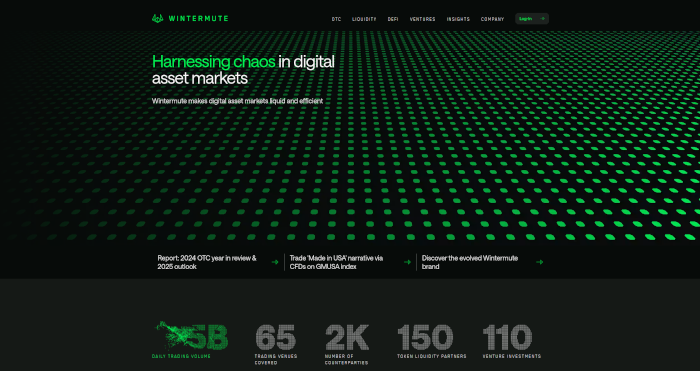 WINTERMUTE
OTC LIQUIDITY DEFI VENTURES INSIGHTS COMPANY Log in
Harnessing chaos in digital
asset markets
Wintermute makes digital asset markets liquid and efficient
Report: 2024 OTC year in review &
2025 outlook
Trade 'Made in USA' narrative via
CFDs on GMUSA index
Discover the evolved Wintermute
brand
5B
DAILY TRADING VOLUME
65
TRADING VENUES
COVERED
2K
NUMBER OF
COUNTERPARTIES
150
TOKEN LIQUIDITY PARTNERS
110
VENTURE INVESTMENTS